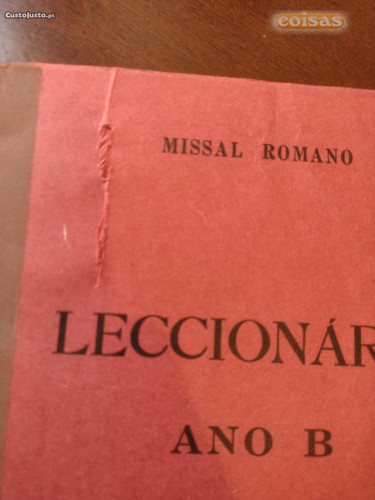 CustoJusto.pt
coisas
MISSAL ROMANO
LECCIONÁR
ANO B